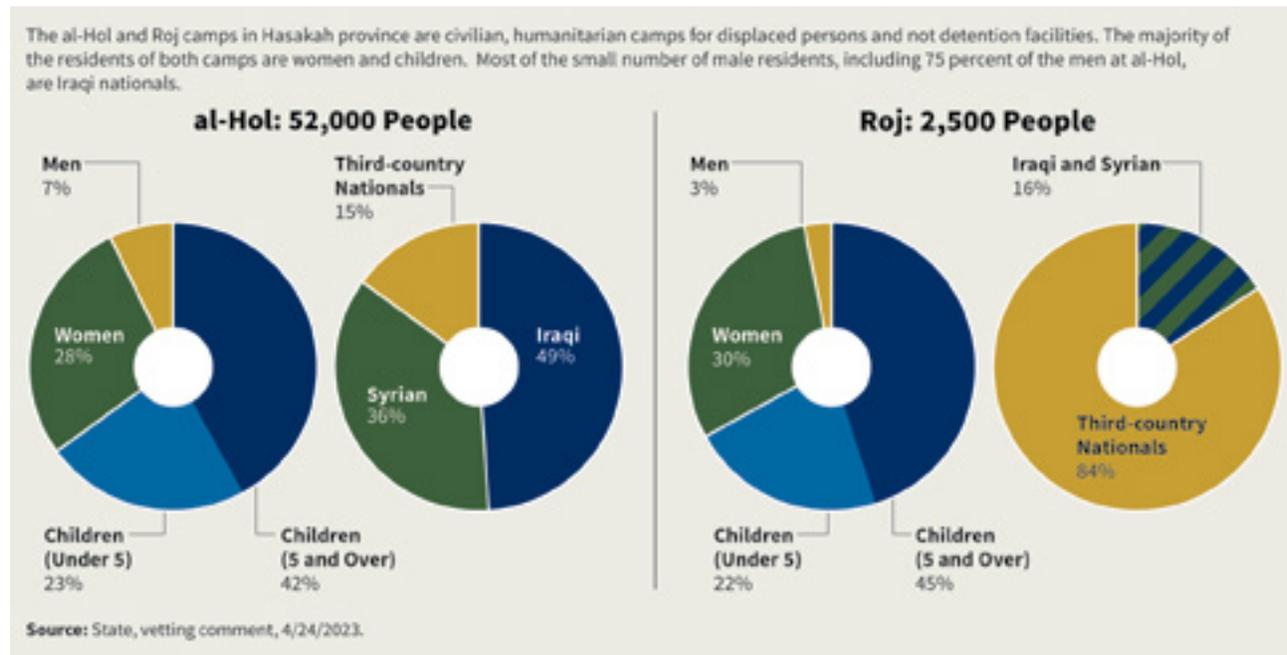 The al-Hol and Roj camps in Hasakah province are civilian, humanitarian camps for displaced persons and not detention facilities. The majority of
the residents of both camps are women and children. Most of the small number of male residents, including 75 percent of the men at al-Hol,
are Iraqi nationals.
al-Hol: 52,000 People
Men
7%
Women
28%
Children
(Under 5)
23%
Children
(5 and Over)
42%
Third-country
Nationals
15%
Syrian
36%
Iraqi
49%
Roj: 2,500 People
Men
3%
Women
30%
Children
(Under 5)
22%
Children
(5 and Over)
45%
Iraqi and Syrian
16%
Third-country
Nationals
84%
Source: State, vetting comment, 4/24/2023.